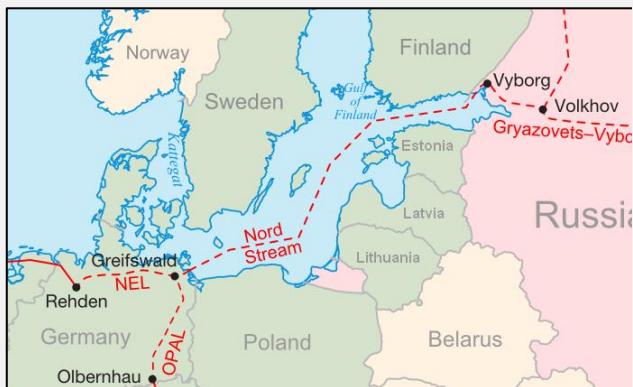 Norway
Finland
Sweden
Gulf
of
Finland
Vyborg
Volkhov
Gryazovets–Vybo
Kattegat
Estonia
Latvia
Russia
Lithuania
Nord
Stream
Greifswald
NEL
Rehden
Germany
OPAL
Poland
Belarus
Olbernhau